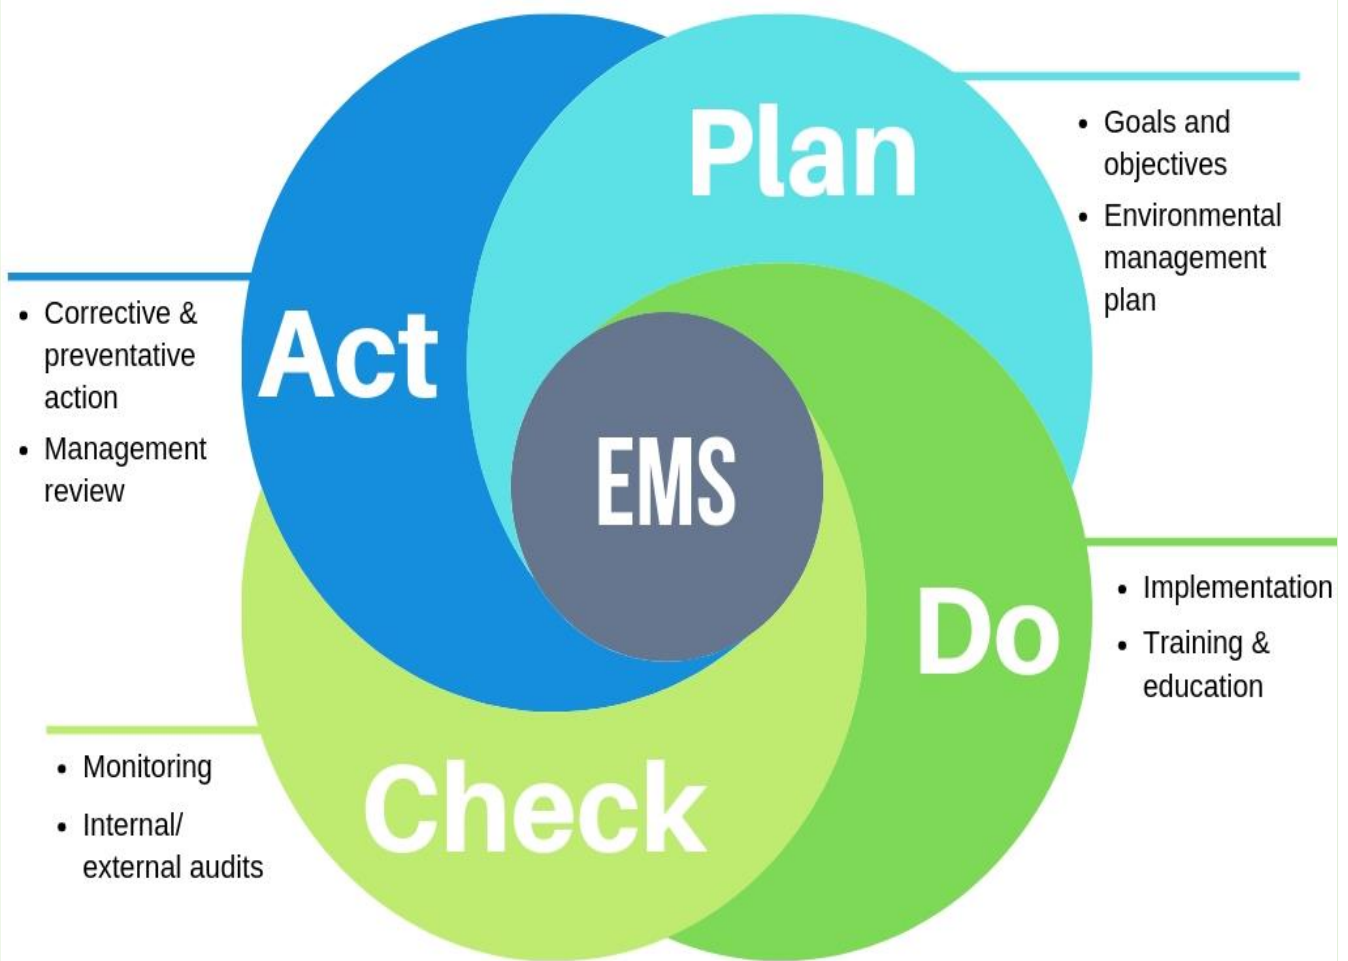 Plan
• Goals and
objectives
• Environmental
management
plan
Act
• Corrective &
preventative
action
• Management
review
EMS
Do
• Implementation
• Training &
education
Check
• Monitoring
• Internal/
external audits